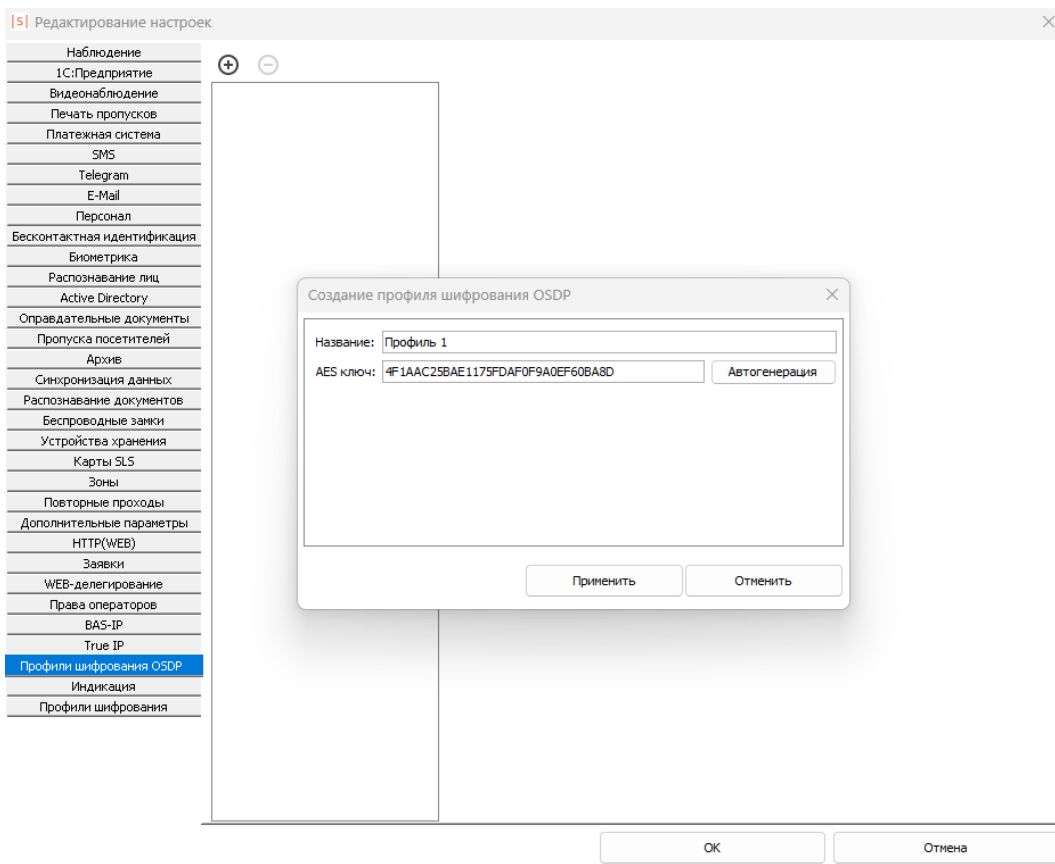 |S| Редактирование настроек
Наблюдение
1С:Предприятие
Видеонаблюдение
Печать пропусков
Платежная система
SMS
Telegram
E-Mail
Персонал
Бесконтактная идентификация
Биометрика
Распознавание лиц
Active Directory
Оправдательные документы
Пропуска посетителей
Архив
Синхронизация данных
Распознавание документов
Беспроводные замки
Устройства хранения
Карты SLS
Зоны
Повторные проходы
Дополнительные параметры
HTTP(WEB)
Заявки
WEB-делегирование
Права операторов
BAS-IP
True IP
Профили шифрования OSDP
Индикация
Профили шифрования
Создание профиля шифрования OSDP
Название: Профиль 1
AES ключ: 4F1AAC25BAE1175FDAF0F9A0EF60BA8D Автогенерация
Применить Отменить
ОК Отмена